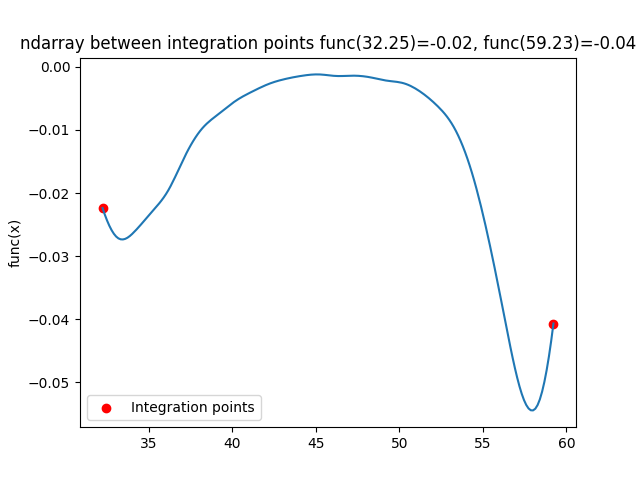 ndarray between integration points func(32.25)=-0.02, func(59.23)=-0.04
0.00
−0.01
−0.02
−0.03
−0.04
−0.05
func(x)
Integration points
35 40 45 50 55 60